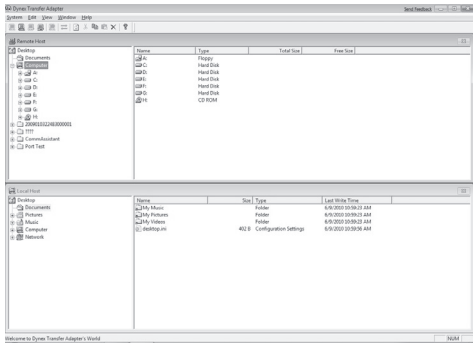 Dynex Transfer Adapter
Send Feedback
System Edit View Window Help
Remote Host
Desktop
Documents
Computer
A:
C:
D:
E:
F:
G:
H:
2009010322483000001
????
CommAssistant
Port Test
Name Type Total Size Free Size
A: Floppy
C: Hard Disk
D: Hard Disk
E: Hard Disk
F: Hard Disk
G: Hard Disk
H: CD ROM
Local Host
Desktop
Documents
Pictures
Music
Computer
Network
Name Size Type Last Write Time
My Music Folder 6/9/2010 10:59:23 AM
My Pictures Folder 6/9/2010 10:59:23 AM
My Videos Folder 6/9/2010 10:59:23 AM
desktop.ini 402 B Configuration Settings 6/9/2010 10:59:56 AM
Welcome to Dynex Transfer Adapter's World
NUM